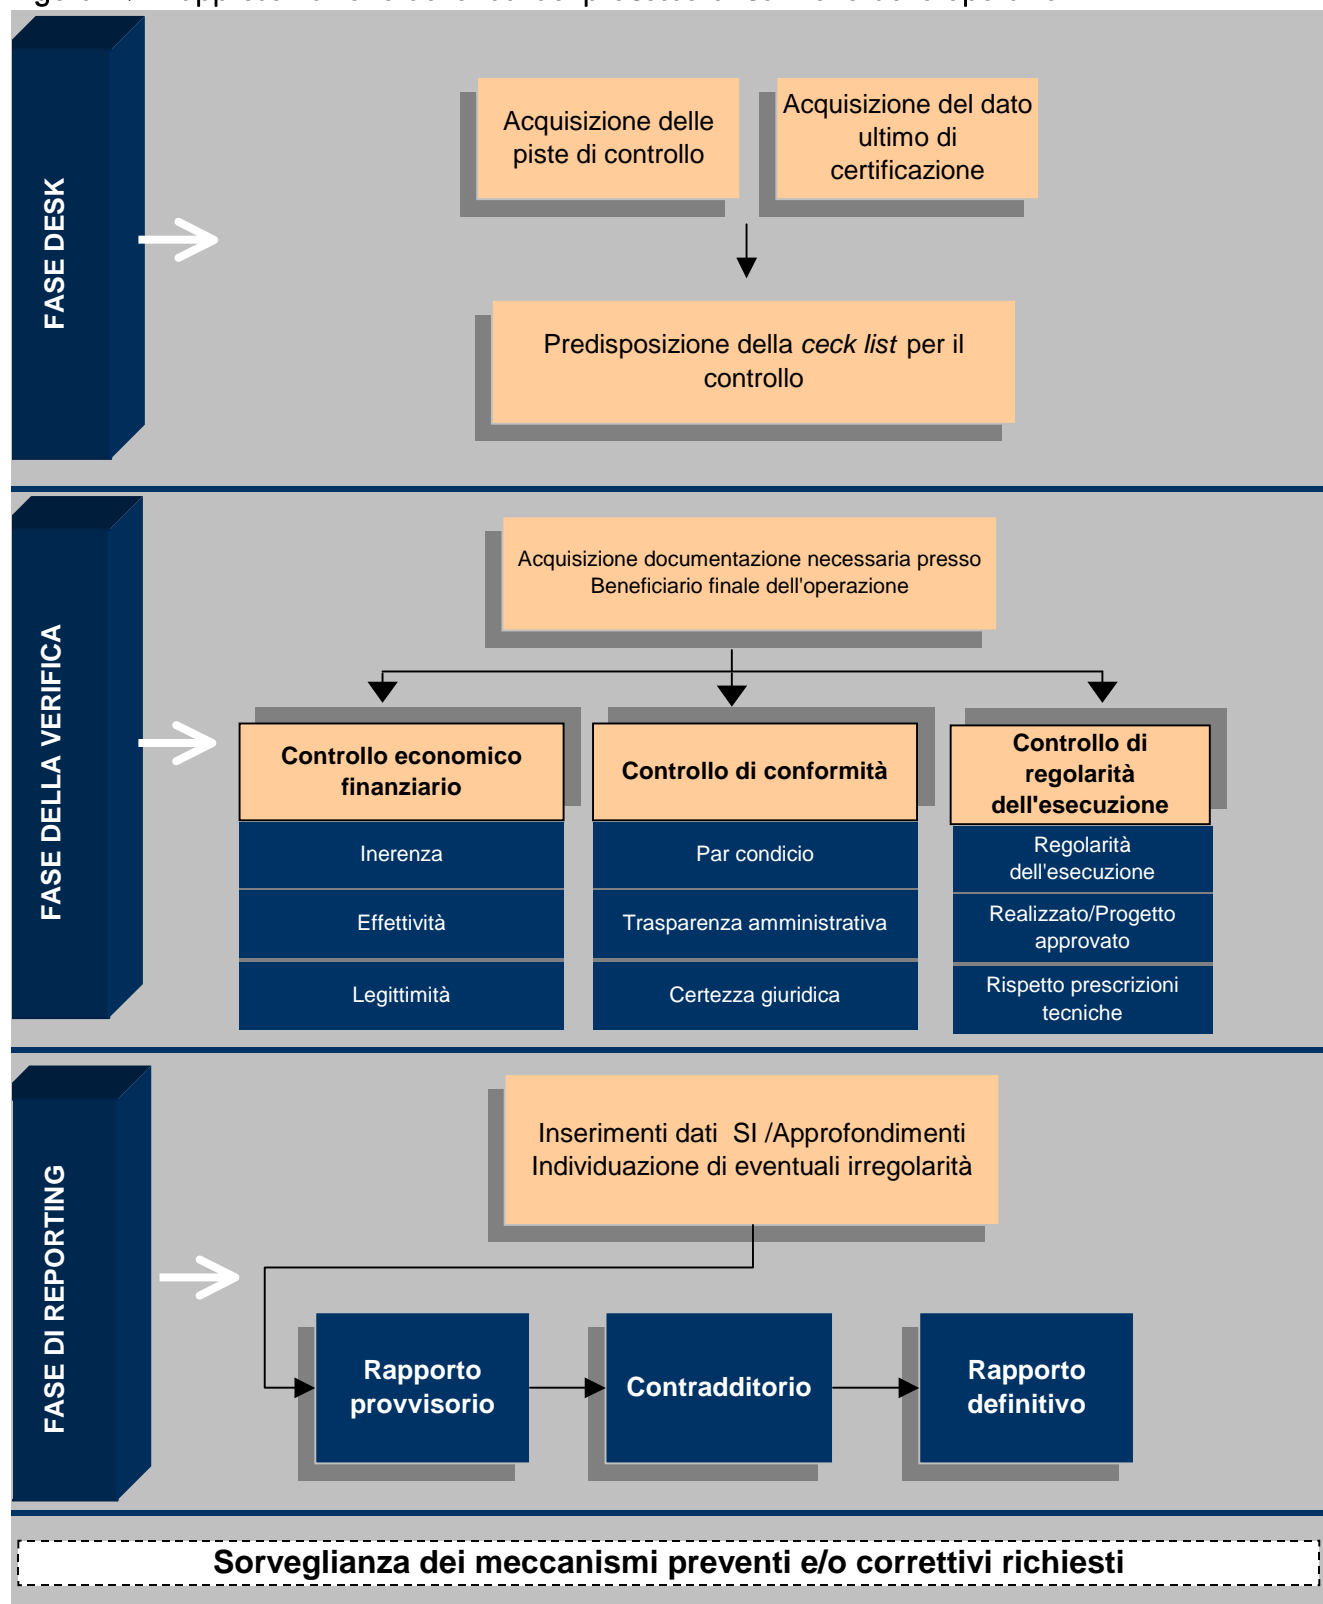 FASE DESK
Acquisizione delle
piste di controllo
Acquisizione del dato
ultimo di
certificazione
Predisposizione della ceck list per il
controllo
FASE DELLA VERIFICA
Acquisizione documentazione necessaria presso
Beneficiario finale dell'operazione
Controllo economico
finanziario
Inerenza
Effettività
Legittimità
Controllo di conformità
Par condicio
Trasparenza amministrativa
Certezza giuridica
Controllo di
regolarità
dell'esecuzione
Regolarità
dell'esecuzione
Realizzato/Progetto
approvato
Rispetto prescrizioni
tecniche
FASE DI REPORTING
Inserimenti dati SI /Approfondimenti
Individuazione di eventuali irregolarità
Rapporto
provvisorio
Contradditorio
Rapporto
definitivo
Sorveglianza dei meccanismi preventi e/o correttivi richiesti